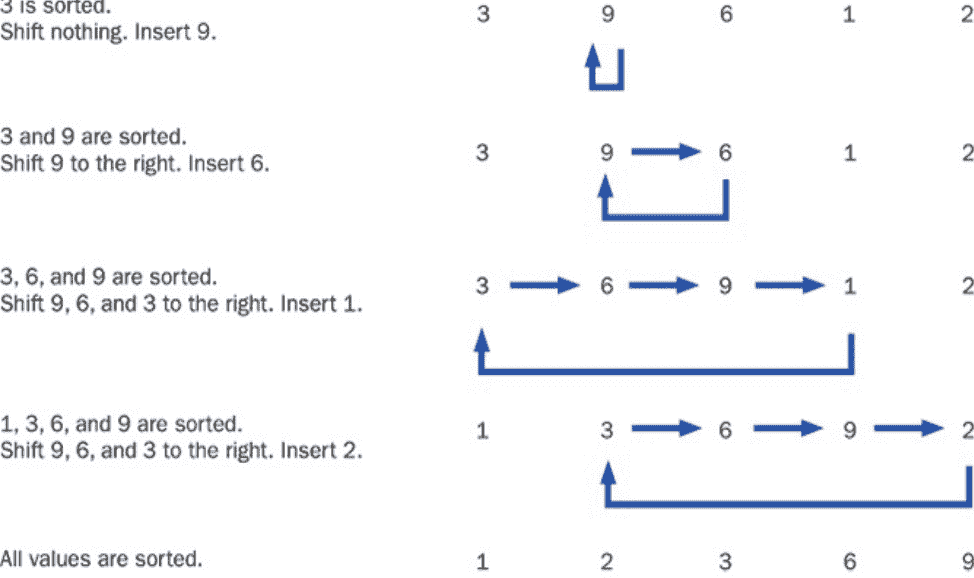 3 is sorted.
Shift nothing. Insert 9.
3 9 6 1 2
3 and 9 are sorted.
Shift 9 to the right. Insert 6.
3 9 6 1 2
3, 6, and 9 are sorted.
Shift 9, 6, and 3 to the right. Insert 1.
3 6 9 1 2
1, 3, 6, and 9 are sorted.
Shift 9, 6, and 3 to the right. Insert 2.
1 3 6 9 2
All values are sorted.
1 2 3 6 9